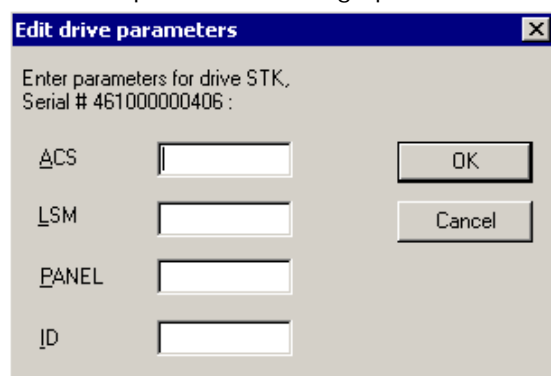 Edit drive parameters
Enter parameters for drive STK,
Serial # 461000000406 :
ACS
OK
LSM
Cancel
PANEL
ID